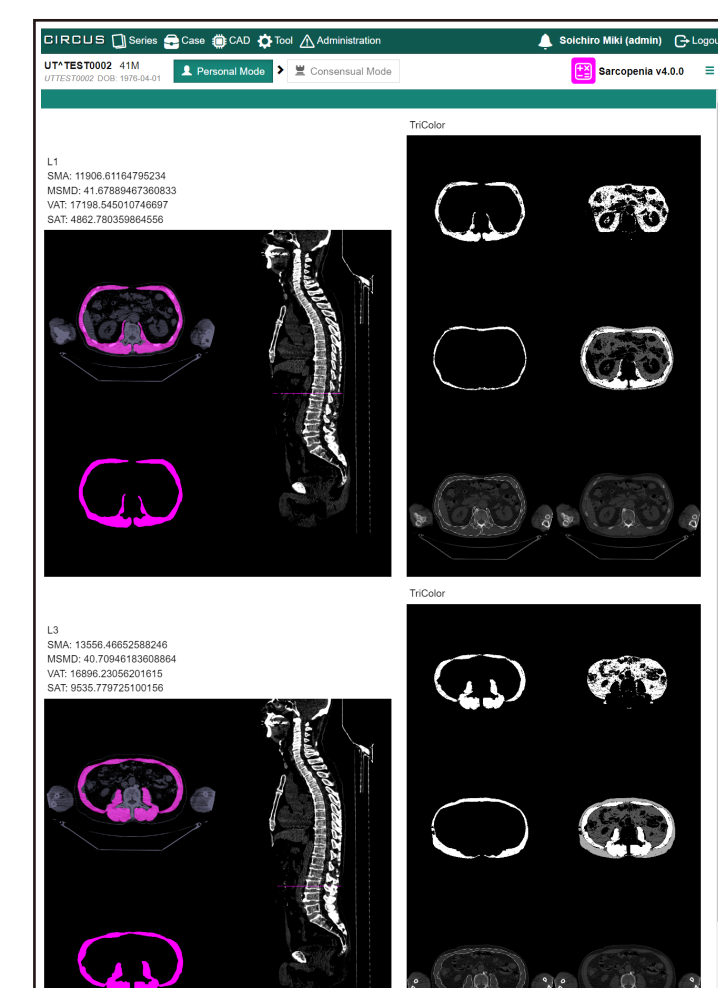 CIRCUS Series Case CAD Tool Administration Soichiro Miki (admin) Logou
UT^TEST0002 41M
UTTEST0002 DOB: 1976-04-01
Personal Mode Consensual Mode
Sarcopenia v4.0.0
TriColor
L1
SMA: 11906.61164795234
MSMD: 41.67889467360833
VAT: 17198.545010746697
SAT: 4862.780359864556
TriColor
L3
SMA: 13556.46652588246
MSMD: 40.70946183608864
VAT: 16896.23056201615
SAT: 9535.779725100156